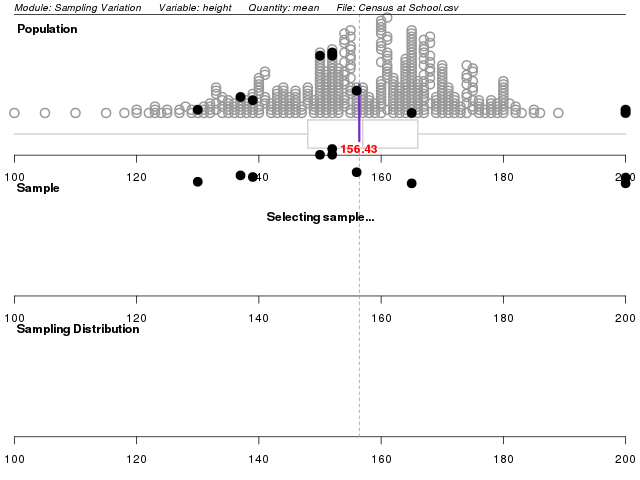 Module: Sampling Variation Variable: height Quantity: mean File: Census at School.csv
Population
156.43
100 120 140 160 180 200
Sample
Selecting sample...
100 120 140 160 180 200
Sampling Distribution
100 120 140 160 180 200